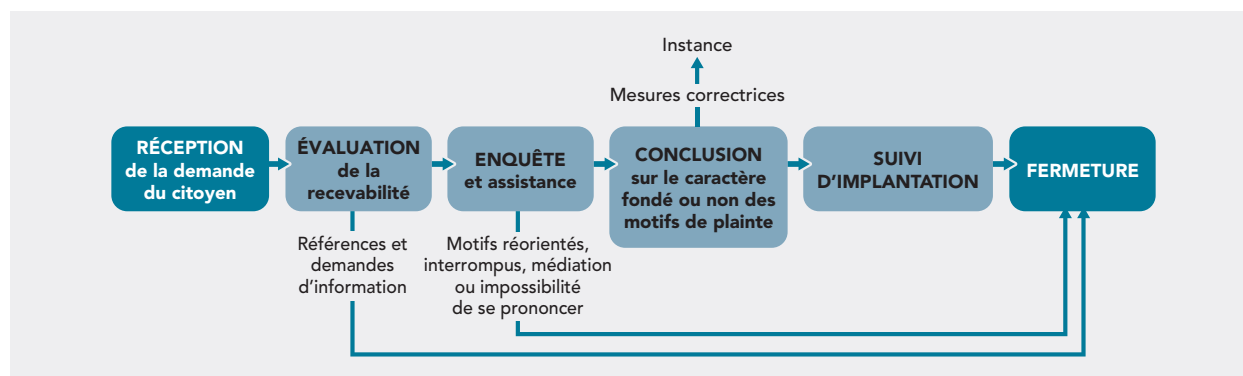 Instance
Mesures correctrices
RÉCEPTION
de la demande
du citoyen
ÉVALUATION
de la
recevabilité
ENQUÊTE
et assistance
CONCLUSION
sur le caractère
fondé ou non des
motifs de plainte
SUIVI
D'IMPLANTATION
FERMETURE
Références et
demandes
d'information
Motifs réorientés,
interrompus, médiation
ou impossibilité
de se prononcer